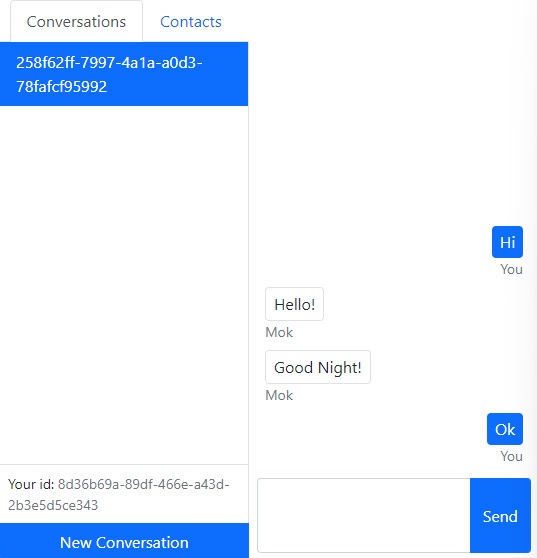 Conversations
Contacts
258f62ff-7997-4a1a-a0d3-
78fafcf95992
Hi
You
Hello!
Mok
Good Night!
Mok
Ok
You
Your id: 8d36b69a-89df-466e-a43d-
2b3e5d5ce343
New Conversation
Send